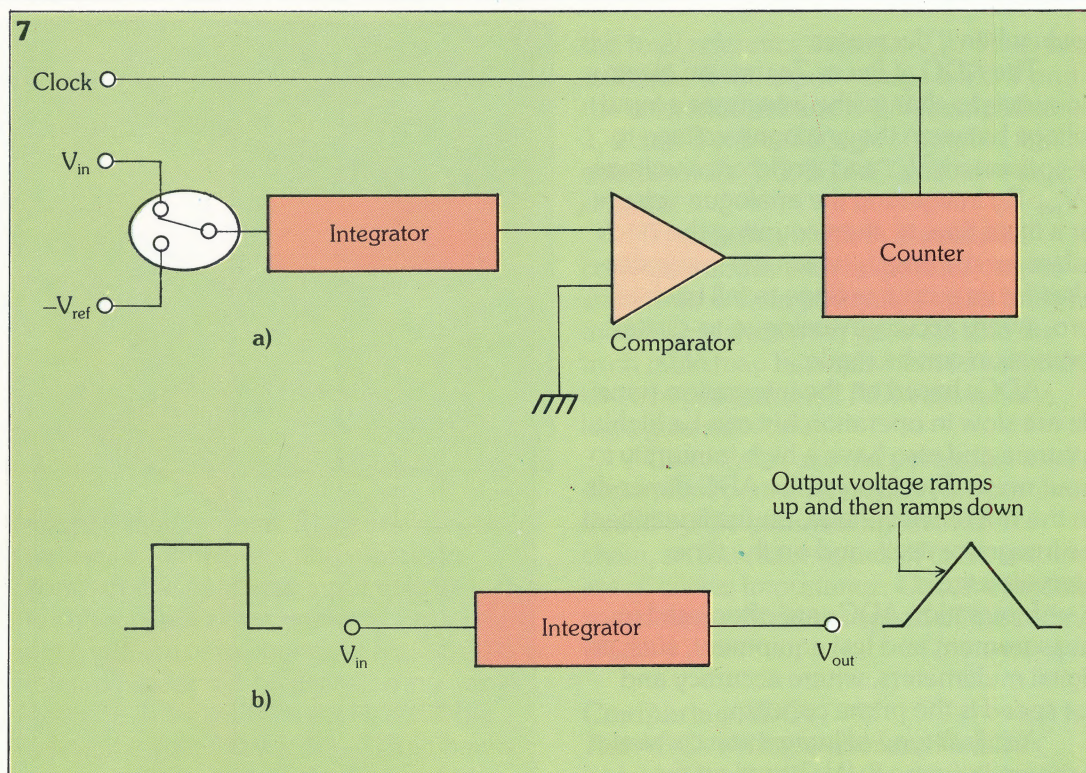 7
Clock
V_in
Integrator
Counter
−V_ref
Comparator
a)
Output voltage ramps
up and then ramps down
Integrator
V_in
V_out
b)